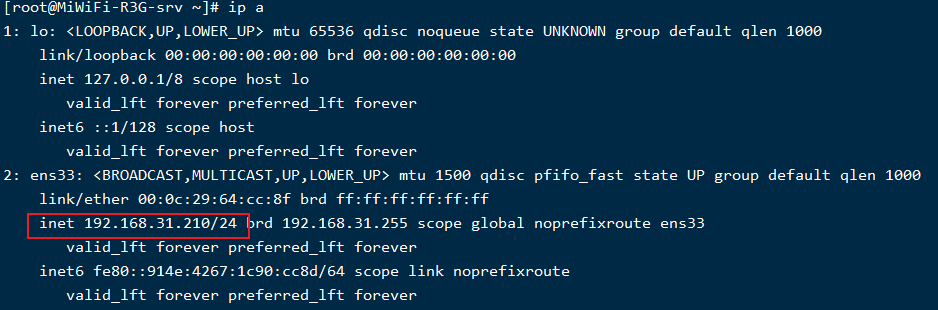 [root@MiWiFi-R3G-srv ~]# ip a
1: lo: <LOOPBACK,UP,LOWER_UP> mtu 65536 qdisc noqueue state UNKNOWN group default qlen 1000
    link/loopback 00:00:00:00:00:00 brd 00:00:00:00:00:00
    inet 127.0.0.1/8 scope host lo
       valid_lft forever preferred_lft forever
    inet6 ::1/128 scope host
       valid_lft forever preferred_lft forever
2: ens33: <BROADCAST,MULTICAST,UP,LOWER_UP> mtu 1500 qdisc pfifo_fast state UP group default qlen 1000
    link/ether 00:0c:29:64:cc:8f brd ff:ff:ff:ff:ff:ff
    inet 192.168.31.210/24 brd 192.168.31.255 scope global noprefixroute ens33
       valid_lft forever preferred_lft forever
    inet6 fe80::914e:4267:1c90:cc8d/64 scope link noprefixroute
       valid_lft forever preferred_lft forever